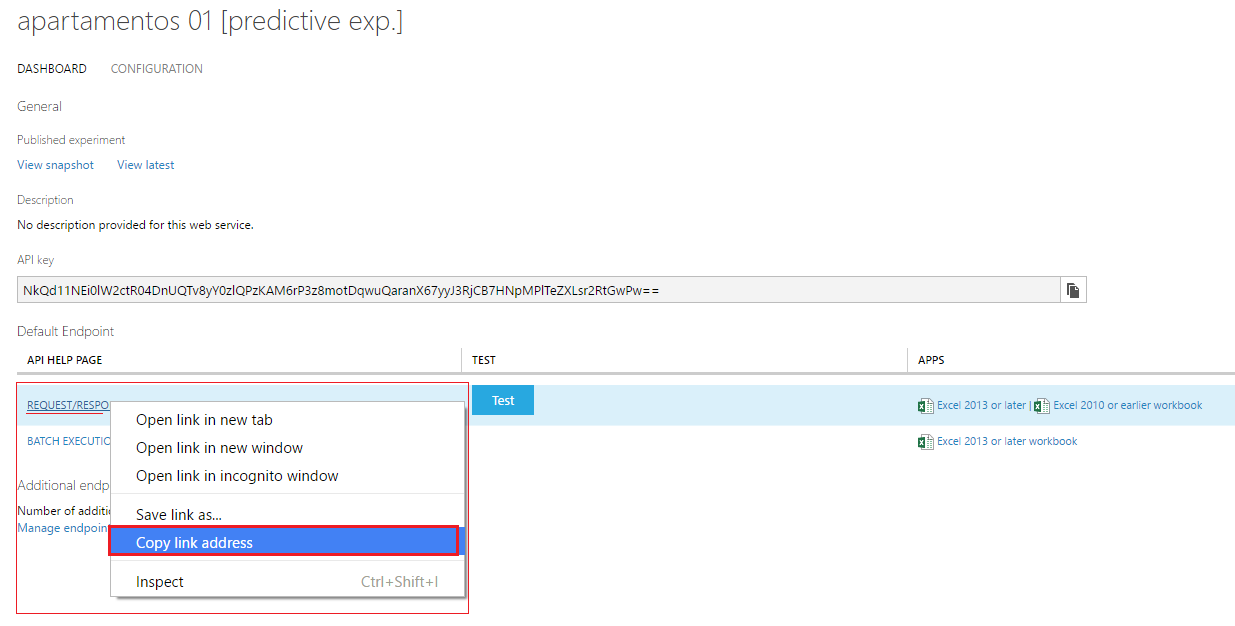 apartamentos 01 [predictive exp.]
DASHBOARD CONFIGURATION
General
Published experiment
View snapshot View latest
Description
No description provided for this web service.
API key
NkQd11NEi0lW2ctR04DnUQTv8yY0zlQPzKAM6rP3z8motDqwuQaranX67yyJ3RjCB7HNpMPlTeZXLsr2RtGwPw==
Default Endpoint
API HELP PAGE TEST APPS
REQUEST/RESPO Test Excel 2013 or later | Excel 2010 or earlier workbook
BATCH EXECUTIO Excel 2013 or later workbook
Additional endp
Number of additi
Manage endpoin
Open link in new tab
Open link in new window
Open link in incognito window
Save link as...
Copy link address
Inspect Ctrl+Shift+I